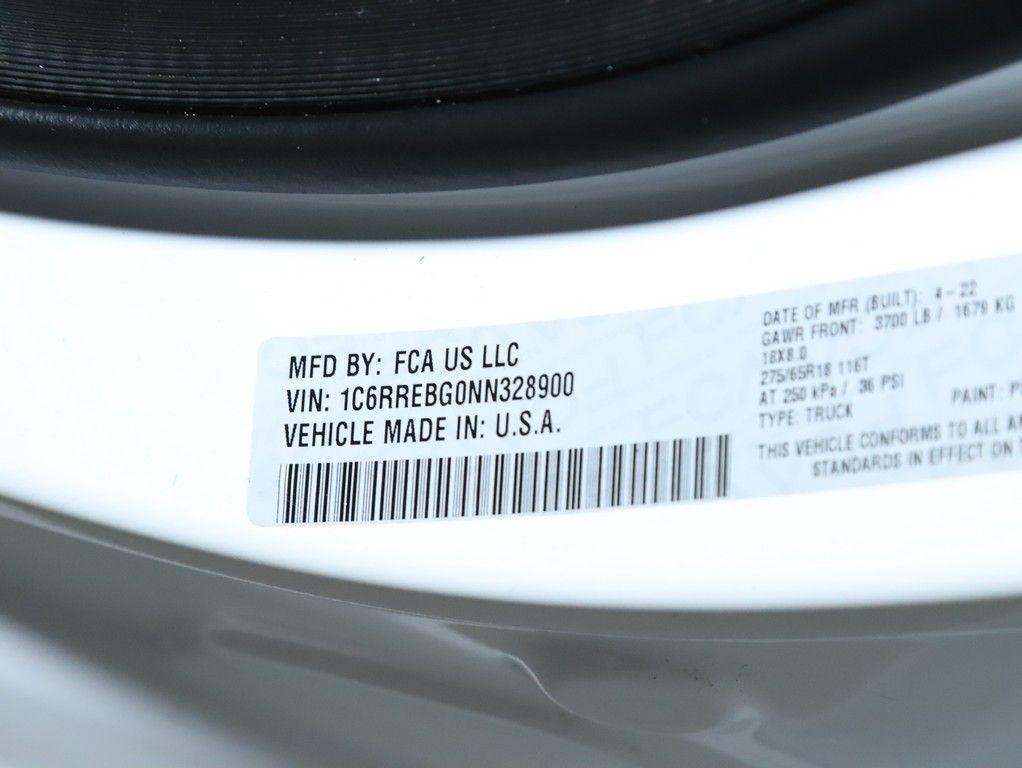 MFD BY: FCA US LLC
VIN: 1C6RREBG0NN328900
VEHICLE MADE IN: U.S.A.
DATE OF MFR (BUILT): 4-22
GAWR FRONT: 3700 LB / 1679 KG
18X8.0
275/65R18 116T
AT 250 kPa / 36 PSI
TYPE: TRUCK
PAINT:
THIS VEHICLE CONFORMS TO ALL
STANDARDS IN EFFECT ON